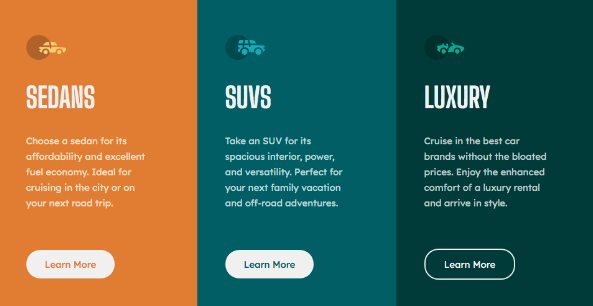 SEDANS
Choose a sedan for its
affordability and excellent
fuel economy. Ideal for
cruising in the city or on
your next road trip.
Learn More
SUVS
Take an SUV for its
spacious interior, power,
and versatility. Perfect for
your next family vacation
and off-road adventures.
Learn More
LUXURY
Cruise in the best car
brands without the bloated
prices. Enjoy the enhanced
comfort of a luxury rental
and arrive in style.
Learn More